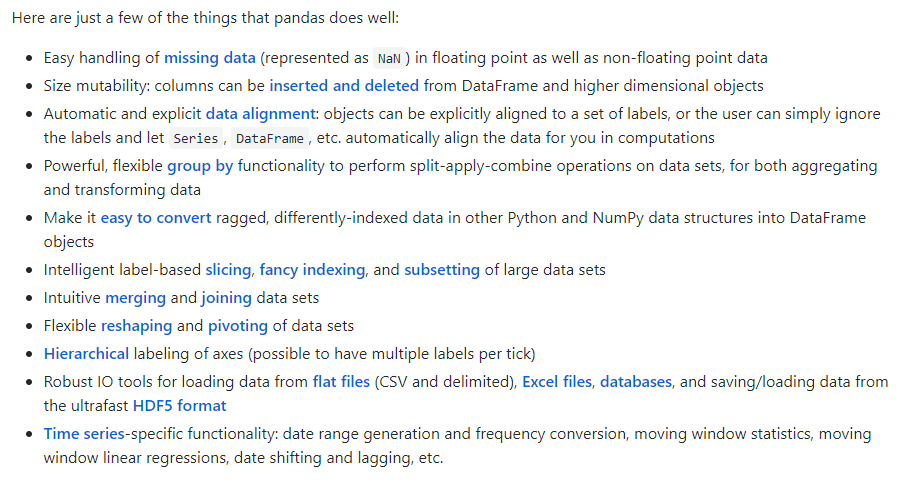 Here are just a few of the things that pandas does well:
• Easy handling of missing data (represented as NaN) in floating point as well as non-floating point data
• Size mutability: columns can be inserted and deleted from DataFrame and higher dimensional objects
• Automatic and explicit data alignment: objects can be explicitly aligned to a set of labels, or the user can simply ignore
the labels and let Series, DataFrame, etc. automatically align the data for you in computations
• Powerful, flexible group by functionality to perform split-apply-combine operations on data sets, for both aggregating
and transforming data
• Make it easy to convert ragged, differently-indexed data in other Python and NumPy data structures into DataFrame
objects
• Intelligent label-based slicing, fancy indexing, and subsetting of large data sets
• Intuitive merging and joining data sets
• Flexible reshaping and pivoting of data sets
• Hierarchical labeling of axes (possible to have multiple labels per tick)
• Robust IO tools for loading data from flat files (CSV and delimited), Excel files, databases, and saving/loading data from
the ultrafast HDF5 format
• Time series-specific functionality: date range generation and frequency conversion, moving window statistics, moving
window linear regressions, date shifting and lagging, etc.